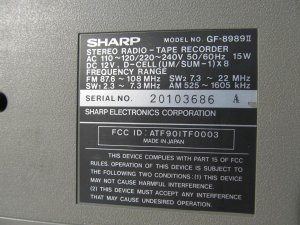 SHARP MODEL NO. GF-8989II
STEREO RADIO-TAPE RECORDER
AC 110~120/220~240V 50/60Hz 15W
DC 12V. D-CELL(UM/SUM-1)X8
FREQUENCY RANGE
FM 87.6~108 MHz SW2 7.3~22 MHz
SW1 2.3~7.3 MHz AM 525~1605 kHz
SERIAL NO. 20103686 A
SHARP ELECTRONICS CORPORATION
FCC ID: ATF901TF0003
MADE IN JAPAN
THIS DEVICE COMPLIES WITH PART 15 OF FCC
RULES. OPERATION OF THIS DEVICE IS SUBJECT TO THE
FOLLOWING TWO CONDITIONS: (1) THIS DEVICE MAY
NOT CAUSE HARMFUL INTERFERENCE. AND
(2) THIS DEVICE MUST ACCEPT ANY INTERFERENCE
THAT MAY CAUSE UNDESIRED OPERATION.